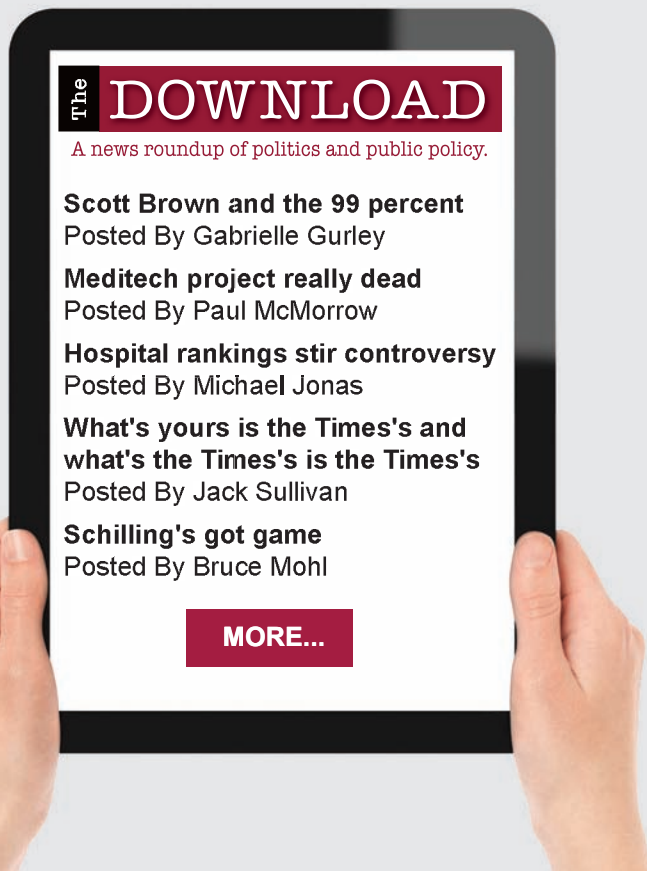 The DOWNLOAD
A news roundup of politics and public policy.
Scott Brown and the 99 percent
Posted By Gabrielle Gurley
Meditech project really dead
Posted By Paul McMorrow
Hospital rankings stir controversy
Posted By Michael Jonas
What's yours is the Times's and
what's the Times's is the Times's
Posted By Jack Sullivan
Schilling's got game
Posted By Bruce Mohl
MORE...